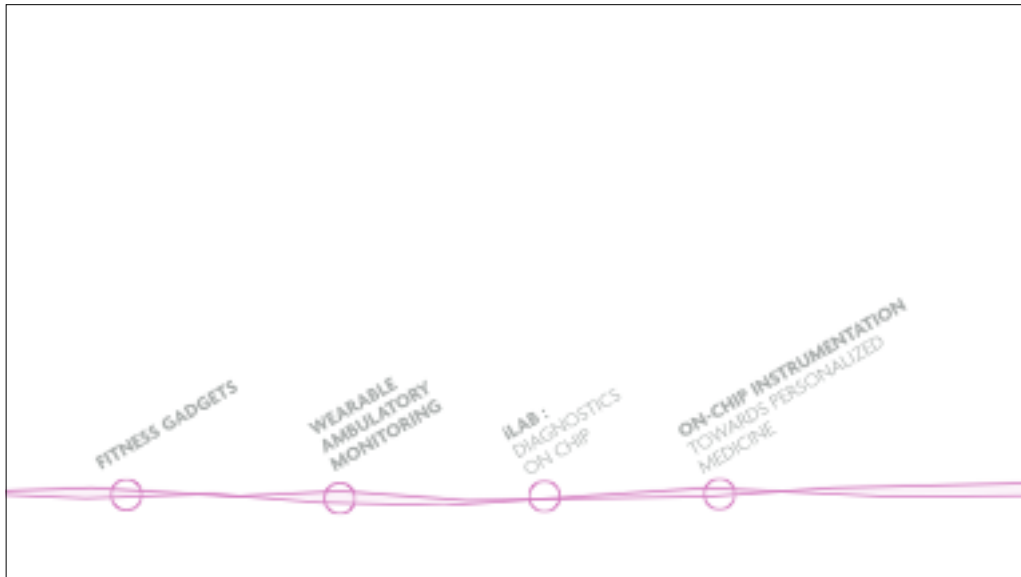 FITNESS GADGETS
WEARABLE
AMBULATORY
MONITORING
iLAB :
DIAGNOSTICS
ON CHIP
ON-CHIP INSTRUMENTATION
TOWARDS PERSONALIZED
MEDICINE